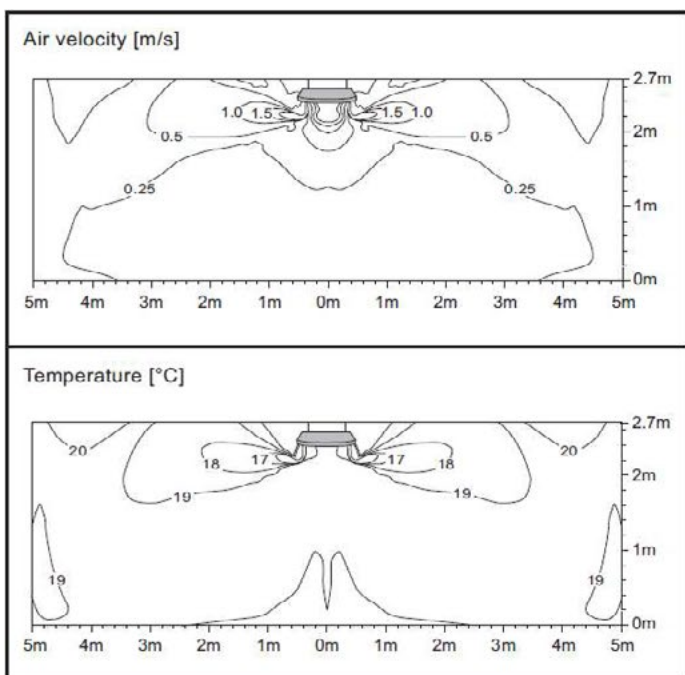 Air velocity [m/s]
2.7m
1.0 1.5 1.5 1.0
2m
0.5 0.5
0.25 0.25
1m
0m
5m 4m 3m 2m 1m 0m 1m 2m 3m 4m 5m
Temperature [°C]
2.7m
20 20
18 17 17 18
2m
19 19
1m
19 19
0m
5m 4m 3m 2m 1m 0m 1m 2m 3m 4m 5m